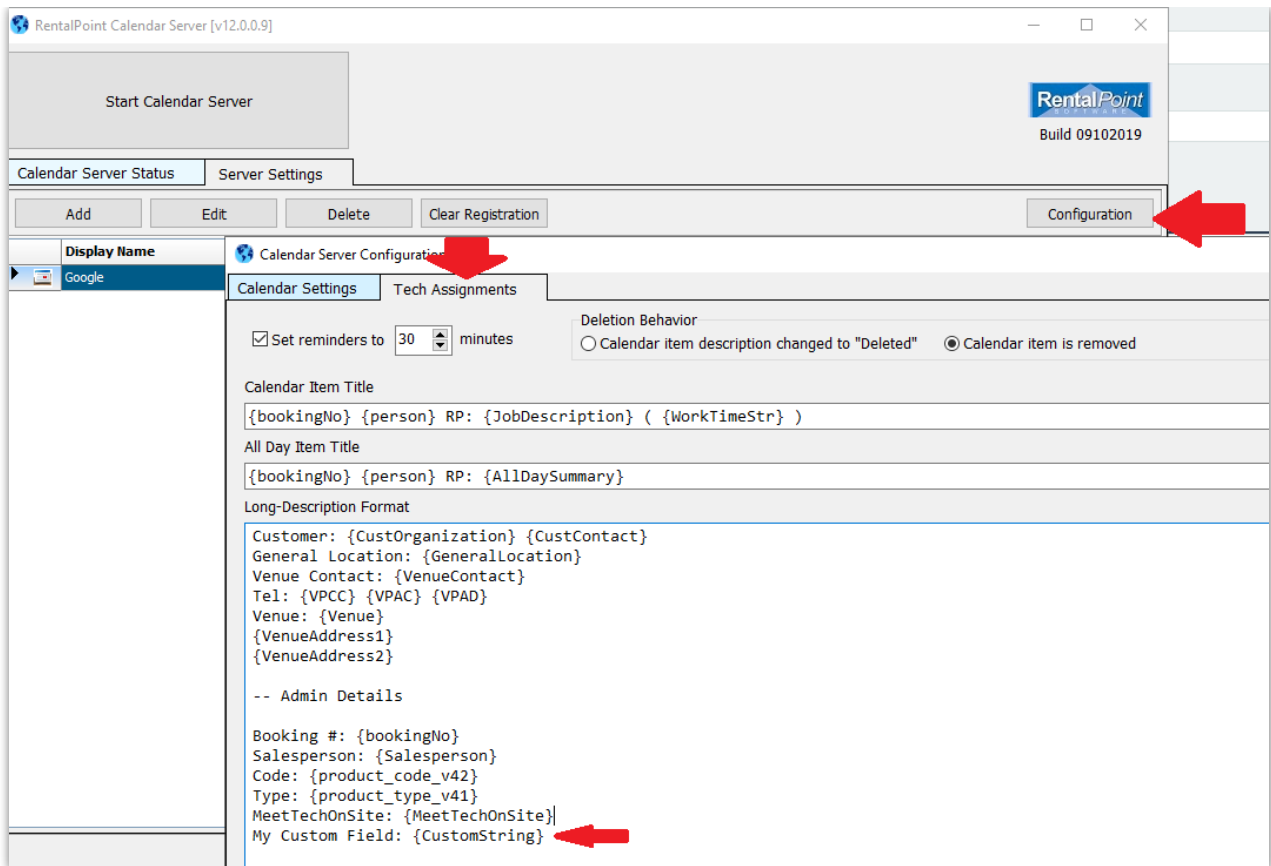 RentalPoint Calendar Server [v12.0.0.9]
Start Calendar Server
RentalPoint
SOFTWARE
Build 09102019
Calendar Server Status
Server Settings
Add
Edit
Delete
Clear Registration
Configuration
Display Name
Google
Calendar Server Configuration
Calendar Settings
Tech Assignments
Set reminders to 30 minutes
Deletion Behavior
Calendar item description changed to "Deleted"
Calendar item is removed
Calendar Item Title
{bookingNo} {person} RP: {JobDescription} ( {WorkTimeStr} )
All Day Item Title
{bookingNo} {person} RP: {AllDaySummary}
Long-Description Format
Customer: {CustOrganization} {CustContact}
General Location: {GeneralLocation}
Venue Contact: {VenueContact}
Tel: {VPCC} {VPAC} {VPAD}
Venue: {Venue}
{VenueAddress1}
{VenueAddress2}
-- Admin Details
Booking #: {bookingNo}
Salesperson: {Salesperson}
Code: {product_code_v42}
Type: {product_type_v41}
MeetTechOnSite: {MeetTechOnSite}
My Custom Field: {CustomString}